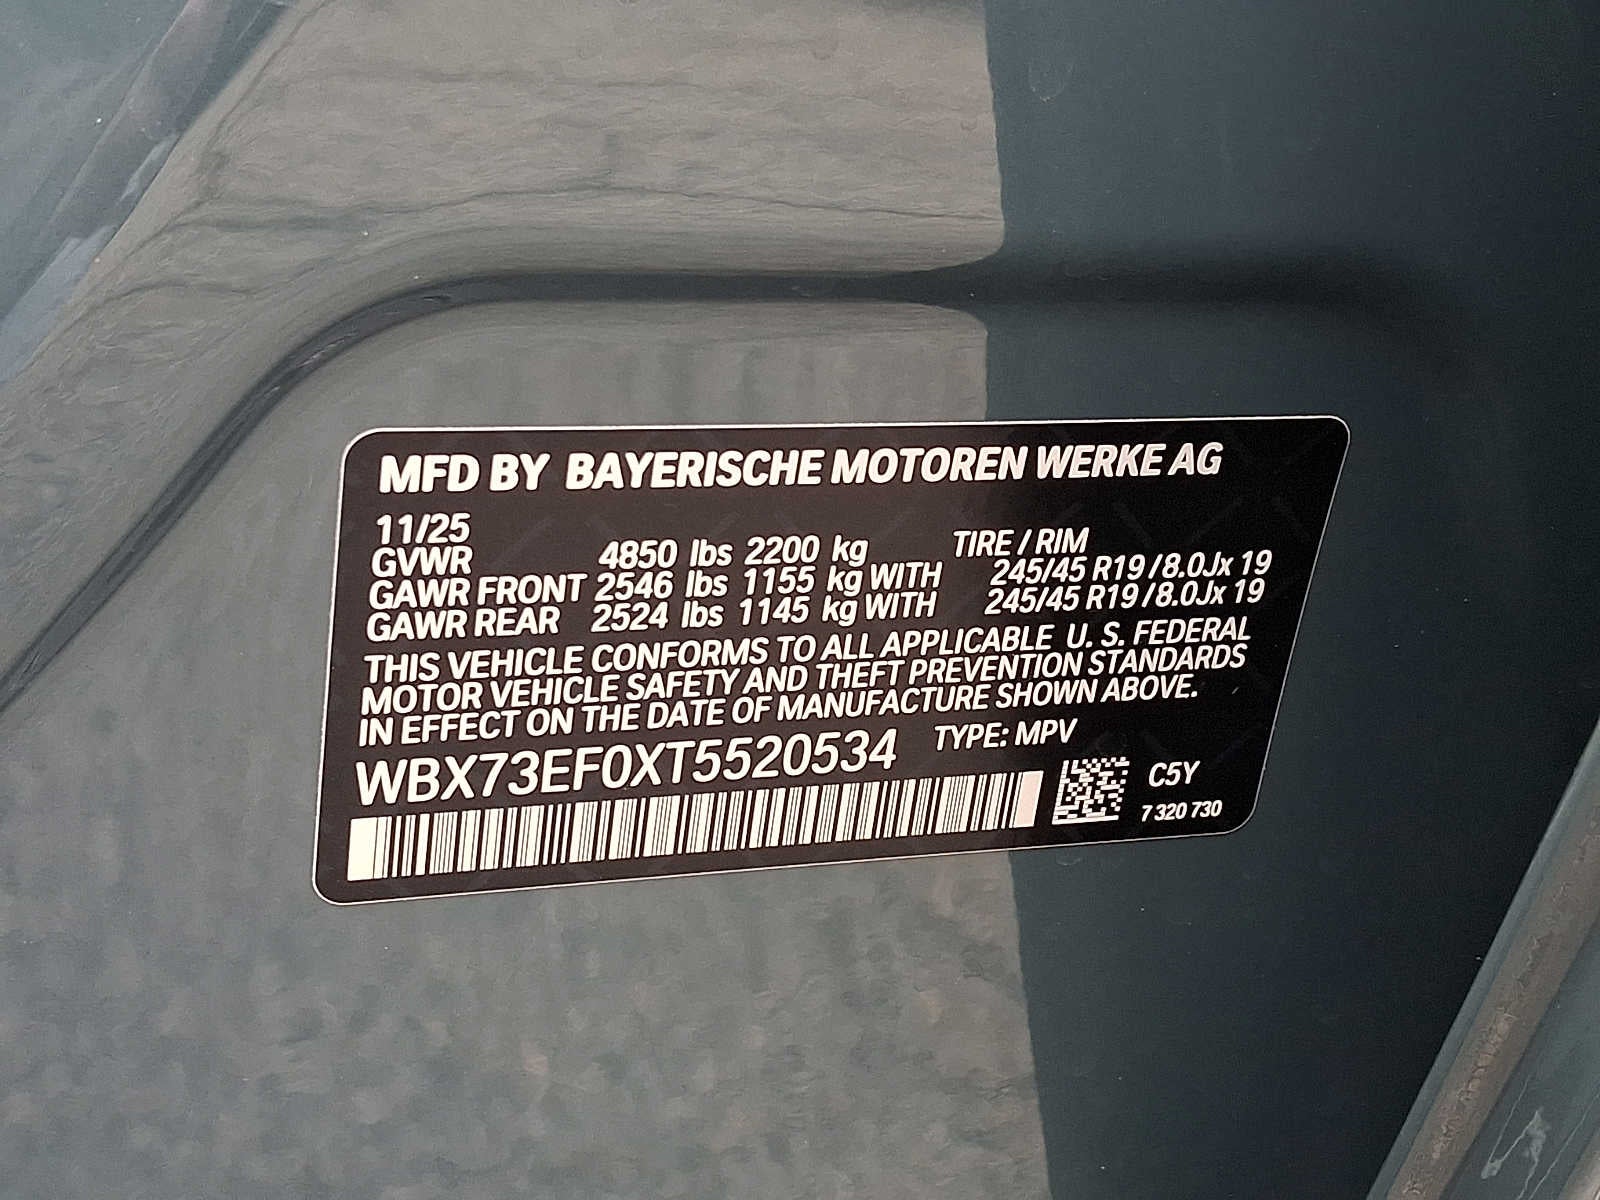 MFD BY BAYERISCHE MOTOREN WERKE AG
11/25
GVWR 4850 lbs 2200 kg TIRE / RIM
GAWR FRONT 2546 lbs 1155 kg WITH 245/45 R19 /8.0Jx 19
GAWR REAR 2524 lbs 1145 kg WITH 245/45 R19 /8.0Jx 19
THIS VEHICLE CONFORMS TO ALL APPLICABLE U. S. FEDERAL
MOTOR VEHICLE SAFETY AND THEFT PREVENTION STANDARDS
IN EFFECT ON THE DATE OF MANUFACTURE SHOWN ABOVE.
WBX73EF0XT5520534 TYPE: MPV
C5Y
7 320 730